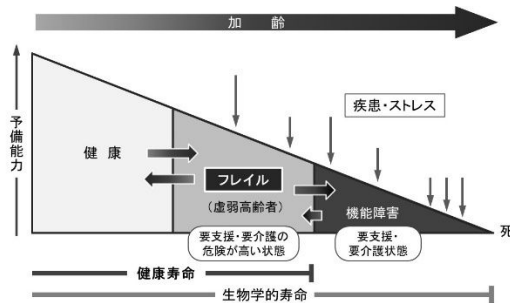 加齢
予備能力
疾患・ストレス
健康
フレイル
(虚弱高齢者)
機能障害
死
要支援・要介護の
危険が高い状態
要支援・
要介護状態
健康寿命
生物学的寿命